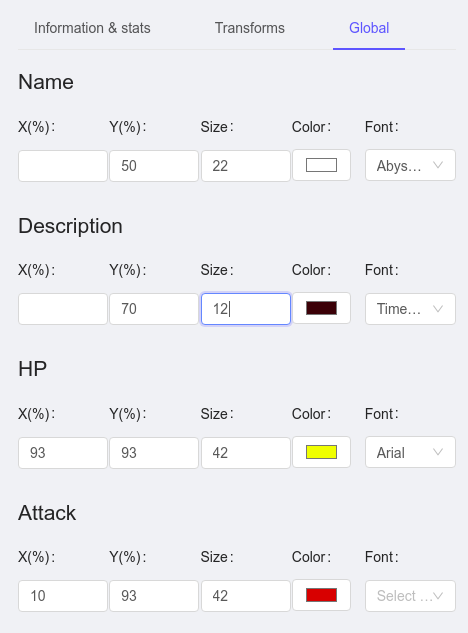 Information & stats Transforms Global
Name
X(%): Y(%): Size: Color: Font:
50 22 Abys...
Description
X(%): Y(%): Size: Color: Font:
70 12 Time...
HP
X(%): Y(%): Size: Color: Font:
93 93 42 Arial
Attack
X(%): Y(%): Size: Color: Font:
10 93 42 Select ...